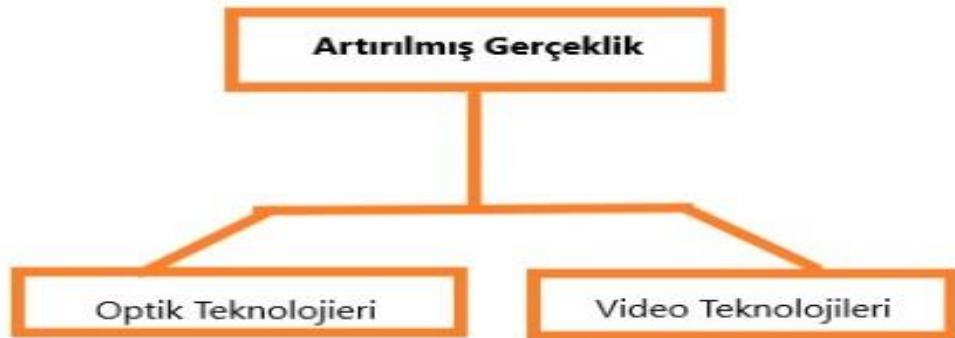 Artırılmış Gerçeklik
Optik Teknolojieri
Video Teknolojileri